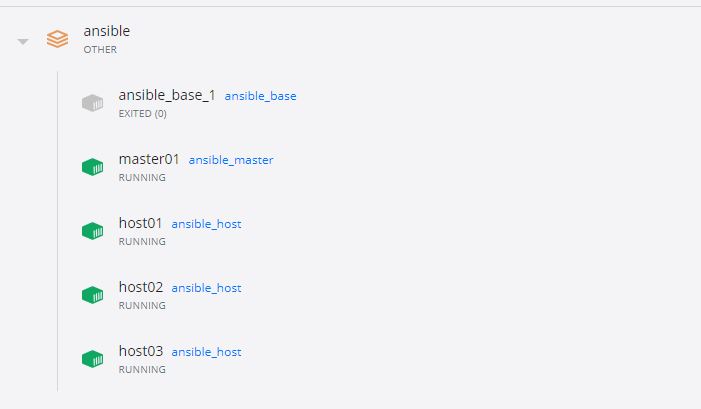 ansible
OTHER
ansible_base_1 ansible_base
EXITED (0)
master01 ansible_master
RUNNING
host01 ansible_host
RUNNING
host02 ansible_host
RUNNING
host03 ansible_host
RUNNING